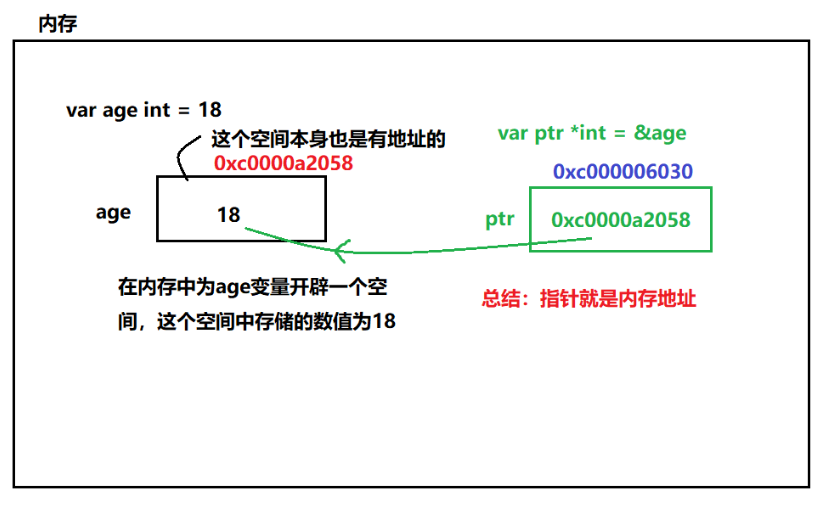 内存
var age int = 18
这个空间本身也是有地址的
0xc0000a2058
age
18
在内存中为age变量开辟一个空
间，这个空间中存储的数值为18
var ptr *int = &age
0xc000006030
ptr
0xc0000a2058
总结：指针就是内存地址